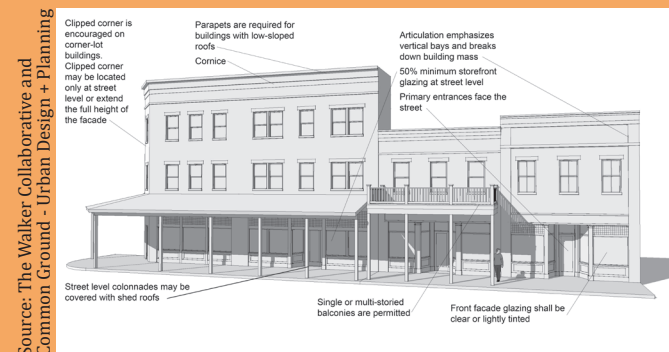 Source: The Walker Collaborative and
Common Ground - Urban Design + Planning
Clipped corner is
encouraged on
corner-lot
buildings.
Clipped corner
may be located
only at street
level or extend
the full height of
the facade
Parapets are required for
buildings with low-sloped
roofs
Cornice
Articulation emphasizes
vertical bays and breaks
down building mass
50% minimum storefront
glazing at street level
Primary entrances face the
street
Street level colonnades may be
covered with shed roofs
Single or multi-storied
balconies are permitted
Front facade glazing shall be
clear or lightly tinted